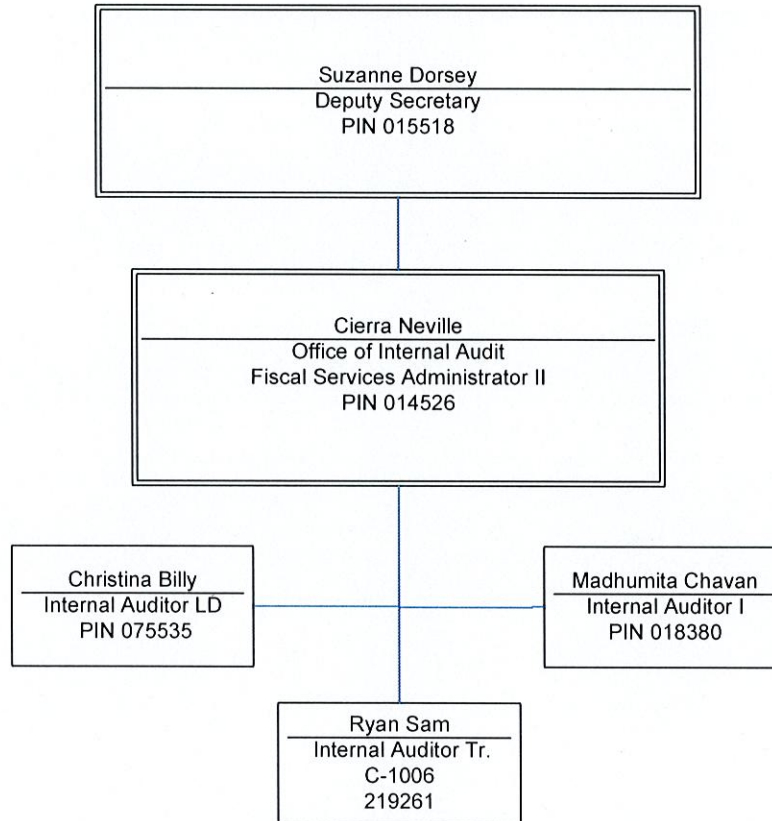 Suzanne Dorsey
Deputy Secretary
PIN 015518
Cierra Neville
Office of Internal Audit
Fiscal Services Administrator II
PIN 014526
Christina Billy
Internal Auditor LD
PIN 075535
Madhumita Chavan
Internal Auditor I
PIN 018380
Ryan Sam
Internal Auditor Tr.
C-1006
219261